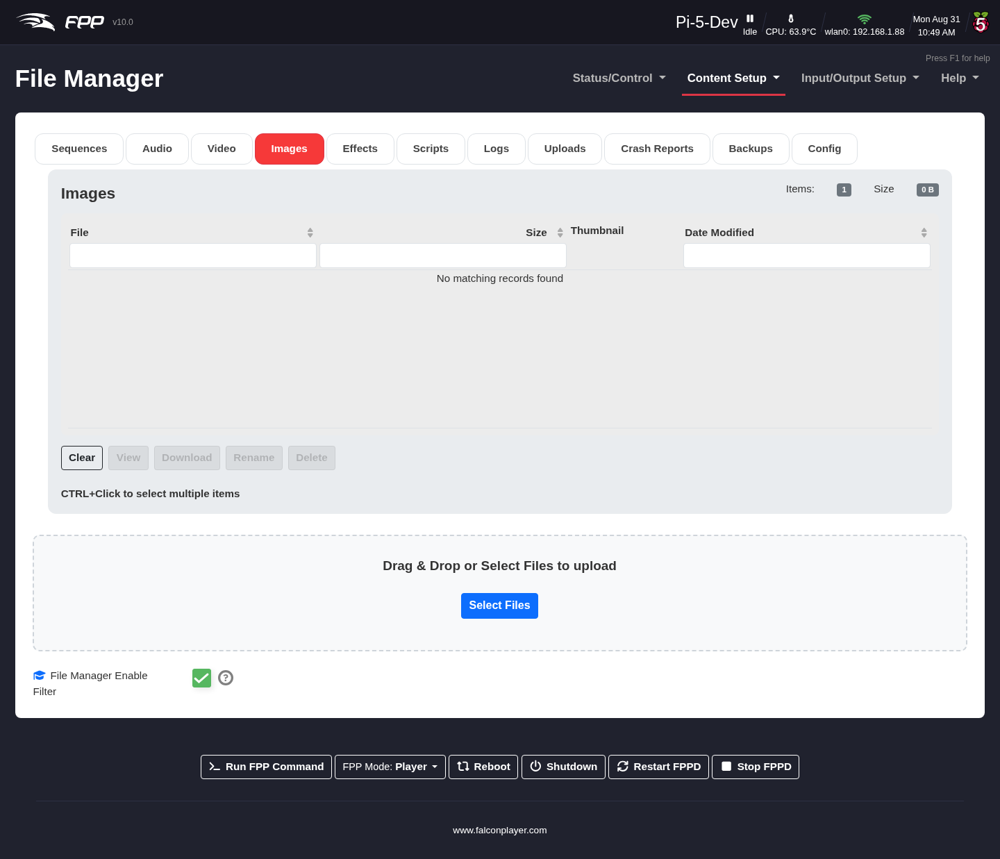 FPP v10.0
Pi-5-Dev
Idle
CPU: 63.9°C
wlan0: 192.168.1.88
Mon Aug 31
10:49 AM
5
Press F1 for help
File Manager
Status/Control
Content Setup
Input/Output Setup
Help
Sequences
Audio
Video
Images
Effects
Scripts
Logs
Uploads
Crash Reports
Backups
Config
Images
Items: 1 Size 0 B
File Size Thumbnail Date Modified
No matching records found
Clear View Download Rename Delete
CTRL+Click to select multiple items
Drag & Drop or Select Files to upload
Select Files
File Manager Enable
Filter
?
Run FPP Command
FPP Mode: Player
Reboot
Shutdown
Restart FPPD
Stop FPPD
www.falconplayer.com